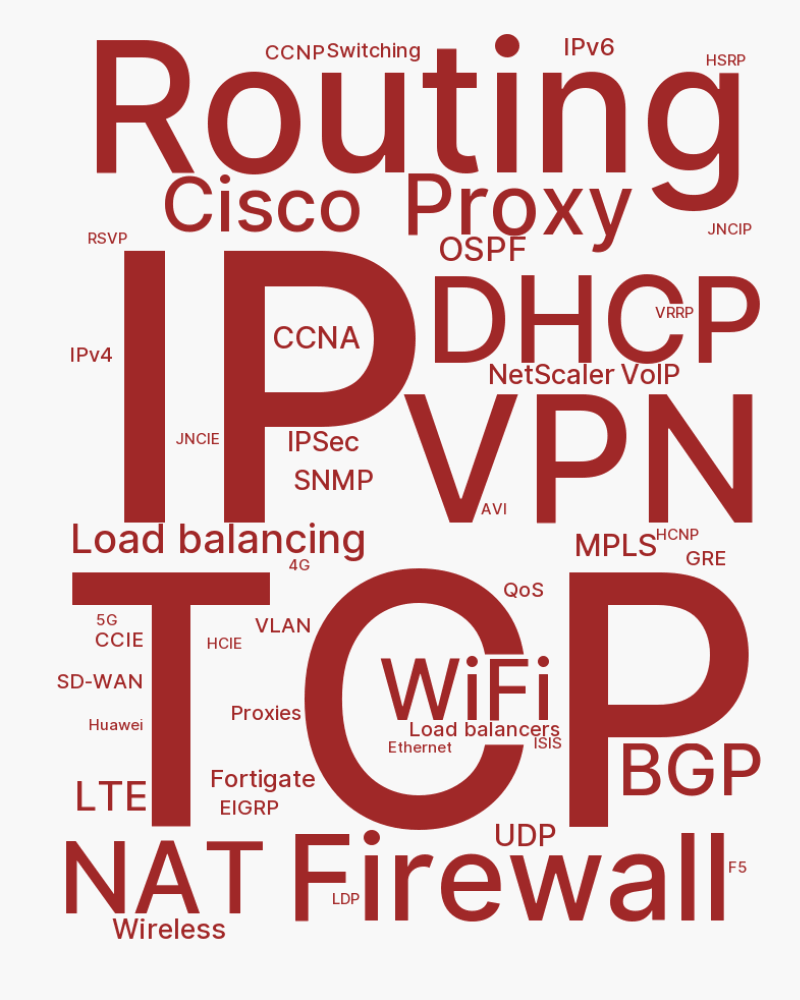 Routing
CCNP
Switching
IPv6
HSRP
Cisco
Proxy
JNCIP
RSVP
OSPF
IP
CCNA
DHCP
VRRP
IPv4
NetScaler
VoIP
JNCIE
IPSec
VPN
SNMP
AVI
Load balancing
MPLS
HCNP
GRE
4G
TCP
QoS
5G
VLAN
CCIE
HCIE
SD-WAN
WiFi
Proxies
Huawei
Load balancers
Ethernet
ISIS
BGP
LTE
Fortigate
EIGRP
UDP
NAT
Firewall
F5
LDP
Wireless